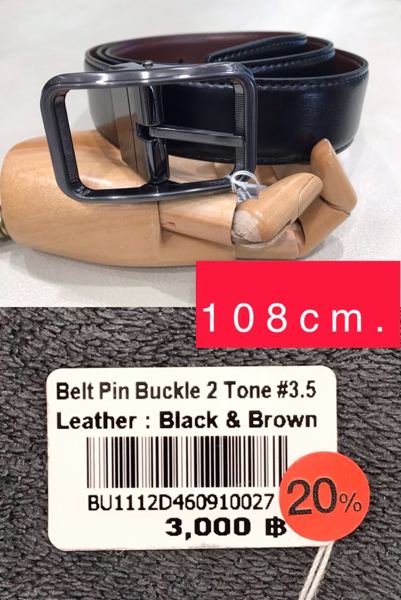 108cm.
Belt Pin Buckle 2 Tone #3.5
Leather : Black & Brown
BU1112D460910027
20%
3,000 ฿